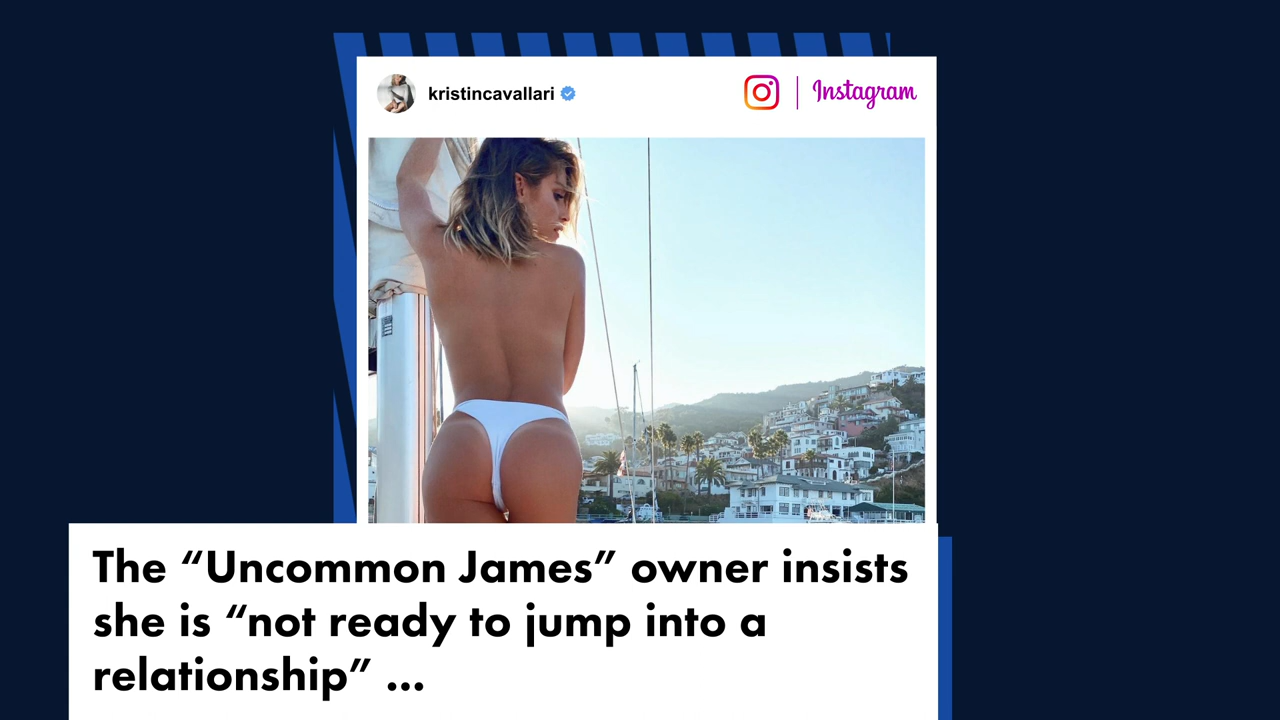 kristincavallari
Instagram
The “Uncommon James” owner insists
she is “not ready to jump into a
relationship” ...